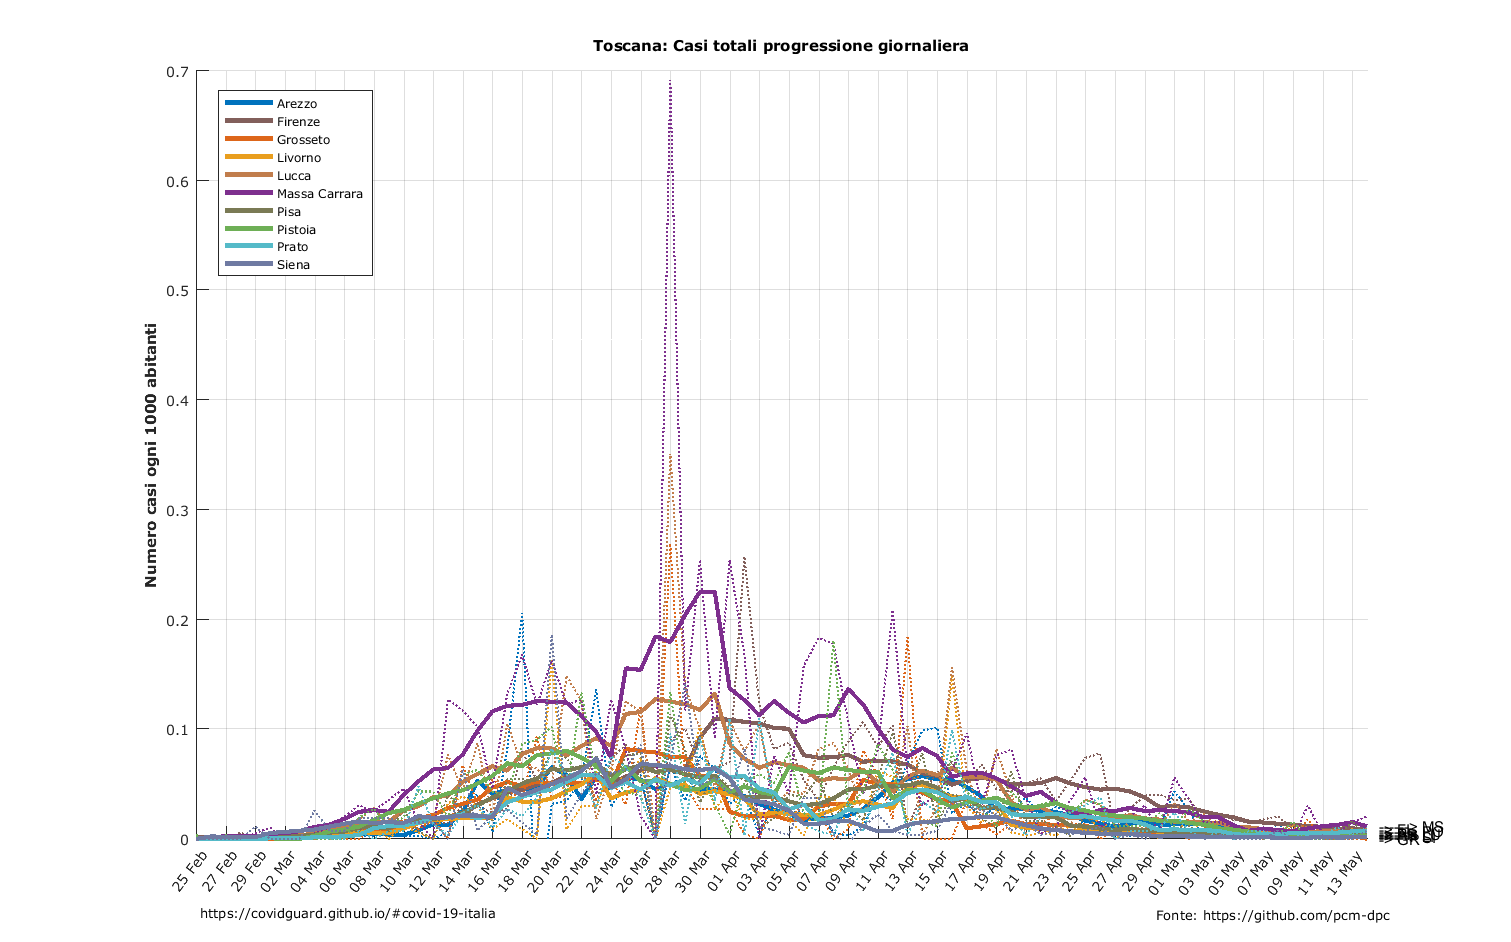 Toscana: Casi totali progressione giornaliera
Numero casi ogni 1000 abitanti
0.7
0.6
0.5
0.4
0.3
0.2
0.1
0
Arezzo
Firenze
Grosseto
Livorno
Lucca
Massa Carrara
Pisa
Pistoia
Prato
Siena
25 Feb
27 Feb
29 Feb
02 Mar
04 Mar
06 Mar
08 Mar
10 Mar
12 Mar
14 Mar
16 Mar
18 Mar
20 Mar
22 Mar
24 Mar
26 Mar
28 Mar
30 Mar
01 Apr
03 Apr
05 Apr
07 Apr
09 Apr
11 Apr
13 Apr
15 Apr
17 Apr
19 Apr
21 Apr
23 Apr
25 Apr
27 Apr
29 Apr
01 May
03 May
05 May
07 May
09 May
11 May
13 May
MS
GR
https://covidguard.github.io/#covid-19-italia
Fonte: https://github.com/pcm-dpc